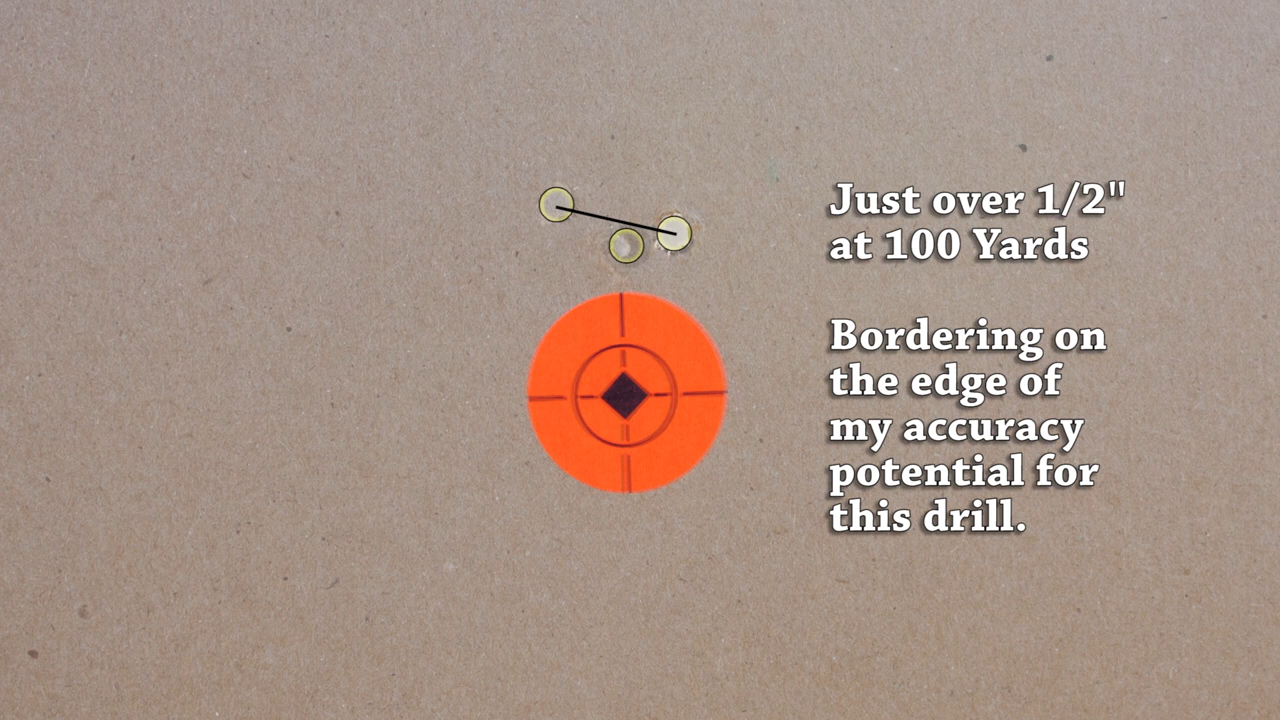 Just over 1/2"
at 100 Yards
Bordering on
the edge of
my accuracy
potential for
this drill.